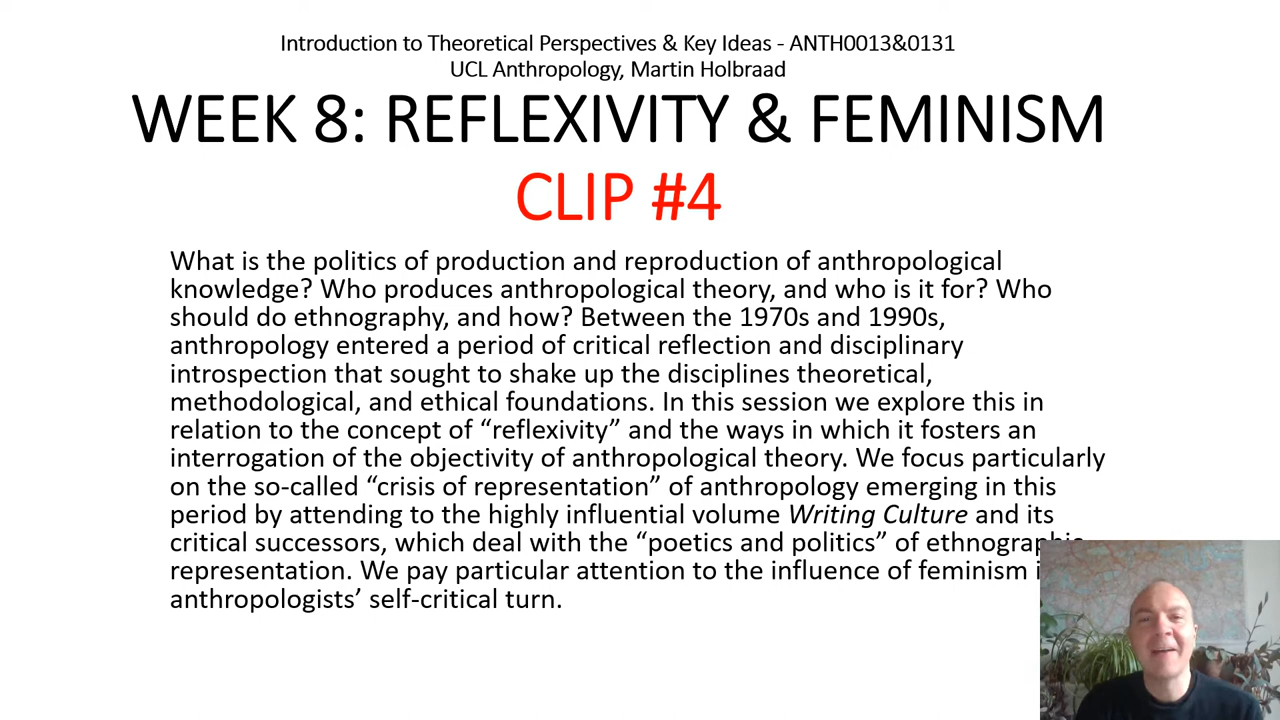 Introduction to Theoretical Perspectives & Key Ideas - ANTH0013&0131
UCL Anthropology, Martin Holbraad
WEEK 8: REFLEXIVITY & FEMINISM
CLIP #4
What is the politics of production and reproduction of anthropological
knowledge? Who produces anthropological theory, and who is it for? Who
should do ethnography, and how? Between the 1970s and 1990s,
anthropology entered a period of critical reflection and disciplinary
introspection that sought to shake up the disciplines theoretical,
methodological, and ethical foundations. In this session we explore this in
relation to the concept of “reflexivity” and the ways in which it fosters an
interrogation of the objectivity of anthropological theory. We focus particularly
on the so-called “crisis of representation” of anthropology emerging in this
period by attending to the highly influential volume Writing Culture and its
critical successors, which deal with the “poetics and politics” of ethnographic
representation. We pay particular attention to the influence of feminism
anthropologists’ self-critical turn.